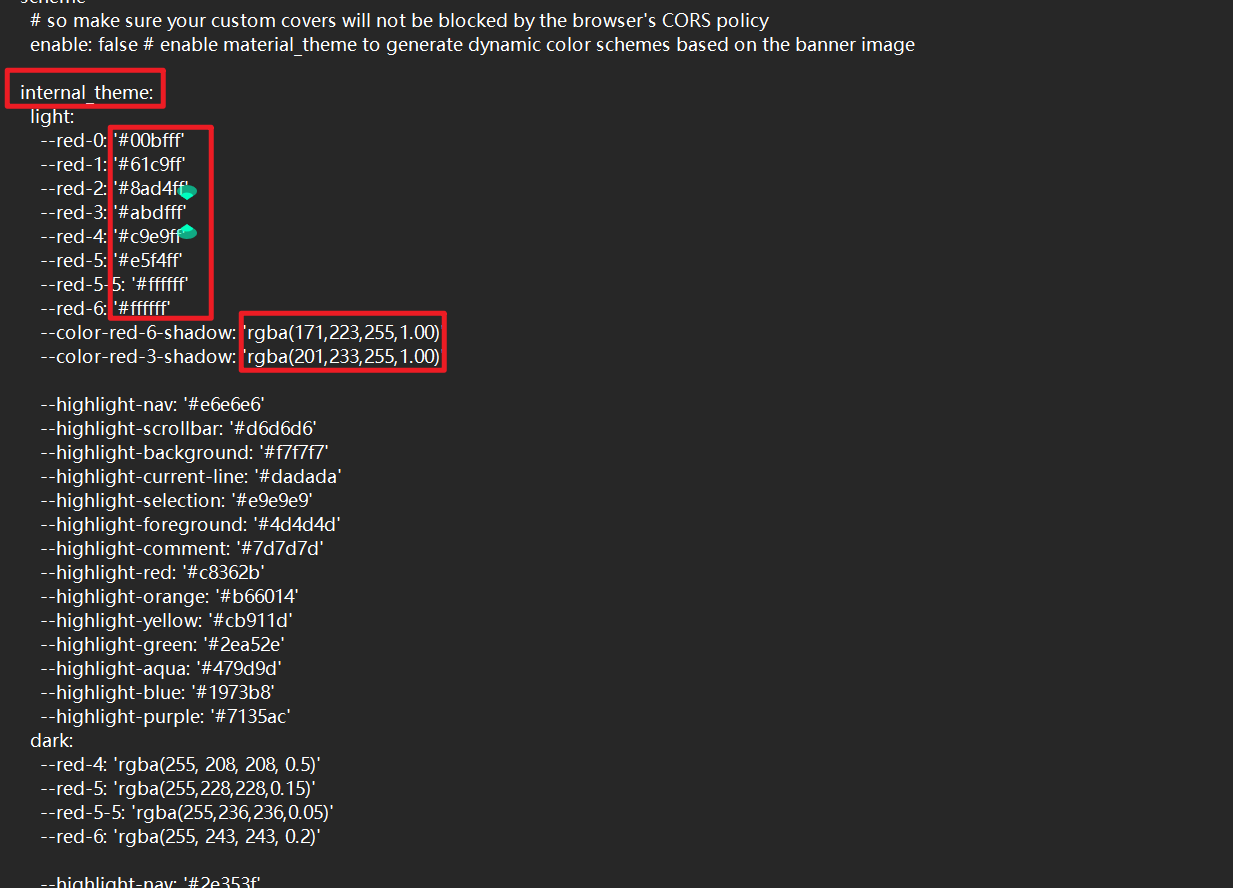 scheme
# so make sure your custom covers will not be blocked by the browser's CORS policy
enable: false # enable material_theme to generate dynamic color schemes based on the banner image
internal_theme:
light:
--red-0: '#00bfff'
--red-1: '#61c9ff'
--red-2: '#8ad4ff'
--red-3: '#abdfff'
--red-4: '#c9e9ff'
--red-5: '#e5f4ff'
--red-5-5: '#ffffff'
--red-6: '#ffffff'
--color-red-6-shadow: 'rgba(171,223,255,1.00)'
--color-red-3-shadow: 'rgba(201,233,255,1.00)'
--highlight-nav: '#e6e6e6'
--highlight-scrollbar: '#d6d6d6'
--highlight-background: '#f7f7f7'
--highlight-current-line: '#dadada'
--highlight-selection: '#e9e9e9'
--highlight-foreground: '#4d4d4d'
--highlight-comment: '#7d7d7d'
--highlight-red: '#c8362b'
--highlight-orange: '#b66014'
--highlight-yellow: '#cb911d'
--highlight-green: '#2ea52e'
--highlight-aqua: '#479d9d'
--highlight-blue: '#1973b8'
--highlight-purple: '#7135ac'
dark:
--red-4: 'rgba(255, 208, 208, 0.5)'
--red-5: 'rgba(255,228,228,0.15)'
--red-5-5: 'rgba(255,236,236,0.05)'
--red-6: 'rgba(255, 243, 243, 0.2)'
--highlight-nav: '#2e353f'